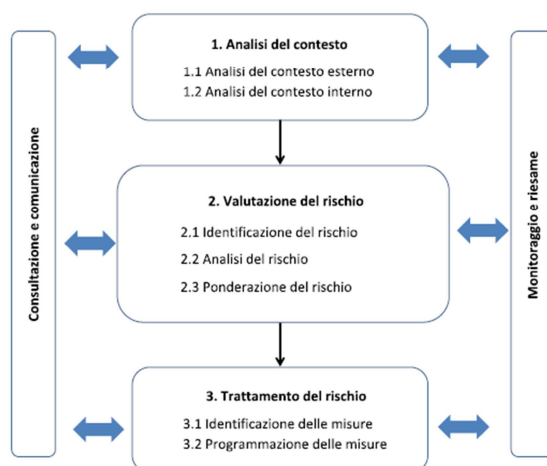 1. Analisi del contesto
1.1 Analisi del contesto esterno
1.2 Analisi del contesto interno
Consultazione e comunicazione
2. Valutazione del rischio
2.1 Identificazione del rischio
2.2 Analisi del rischio
2.3 Ponderazione del rischio
Monitoraggio e riesame
3. Trattamento del rischio
3.1 Identificazione delle misure
3.2 Programmazione delle misure